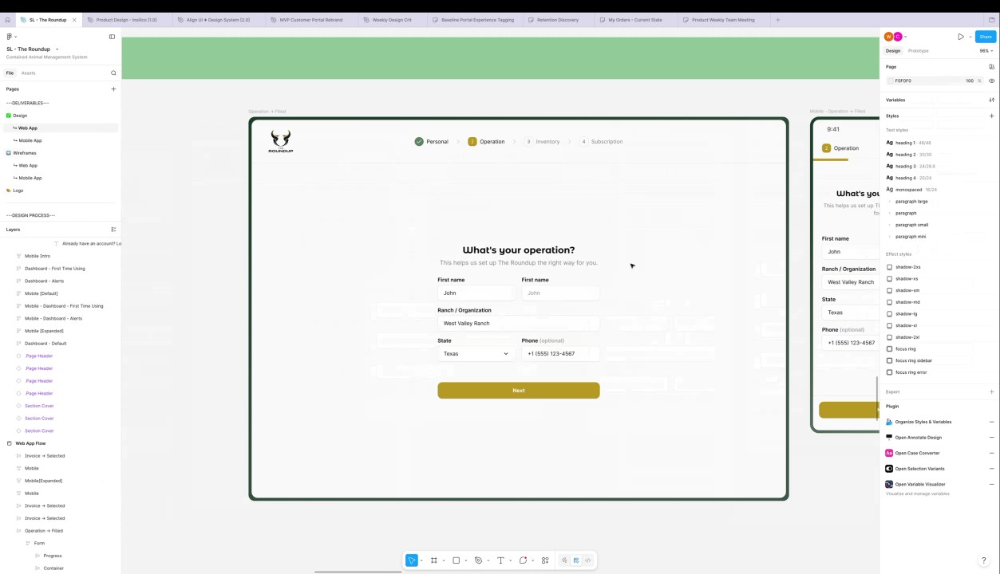 SL - The Roundup
Product Design - Insilico [1.0]
Align UI ✦ Design System [2.0]
MVP Customer Portal Rebrand
Weekly Design Crit
Baseline Portal Experience Tagging
Retention Discovery
My Orders - Current State
Product Weekly Team Meeting
SL - The Roundup
Contained Animal Management System
File
Assets
Pages
---DELIVERABLES---
Design
↳ Web App
↳ Mobile App
Wireframes
↳ Web App
↳ Mobile App
Logo
---DESIGN PROCESS---
Layers
Already have an account? Lo
Mobile Intro
Dashboard - First Time Using
Dashboard - Alerts
Mobile [Default]
Mobile - Dashboard - First Time Using
Mobile - Dashboard - Alerts
Mobile [Expanded]
Dashboard - Default
.Page Header
.Page Header
.Page Header
.Page Header
Section Cover
Section Cover
Section Cover
Web App Flow
Invoice → Selected
Mobile
Mobile[Expanded]
Mobile
Invoice → Selected
Invoice → Selected
Operation → Filled
Form
Progress
Container
Operation → Filled
ROUNDUP
Personal
2 Operation
3 Inventory
4 Subscription
What's your operation?
This helps us set up The Roundup the right way for you.
First name
First name
John
John
Ranch / Organization
West Valley Ranch
State
Phone (optional)
Texas
+1 (555) 123-4567
Next
Mobile - Operation → Filled
9:41
2 Operation
What's you
This helps us set up T
fo
First name
John
Ranch / Organization
West Valley Ranch
State
Texas
Phone (optional)
+1 (555) 123-4567
W
C
Share
Design
Prototype
96%
Page
F0F0F0
100
%
Variables
Styles
Text styles
Ag heading 1 · 48/48
Ag heading 2 · 30/30
Ag heading 3 · 24/28.8
Ag heading 4 · 20/24
Ag monospaced · 16/24
paragraph large
paragraph
paragraph small
paragraph mini
Effect styles
shadow-2xs
shadow-xs
shadow-sm
shadow-md
shadow-lg
shadow-xl
shadow-2xl
focus ring
focus ring sidebar
focus ring error
Export
Plugin
Organize Styles & Variables
Open Annotate Design
Aa Open Case Converter
Open Selection Variants
Open Variable Visualizer
Visualize and manage variables
?